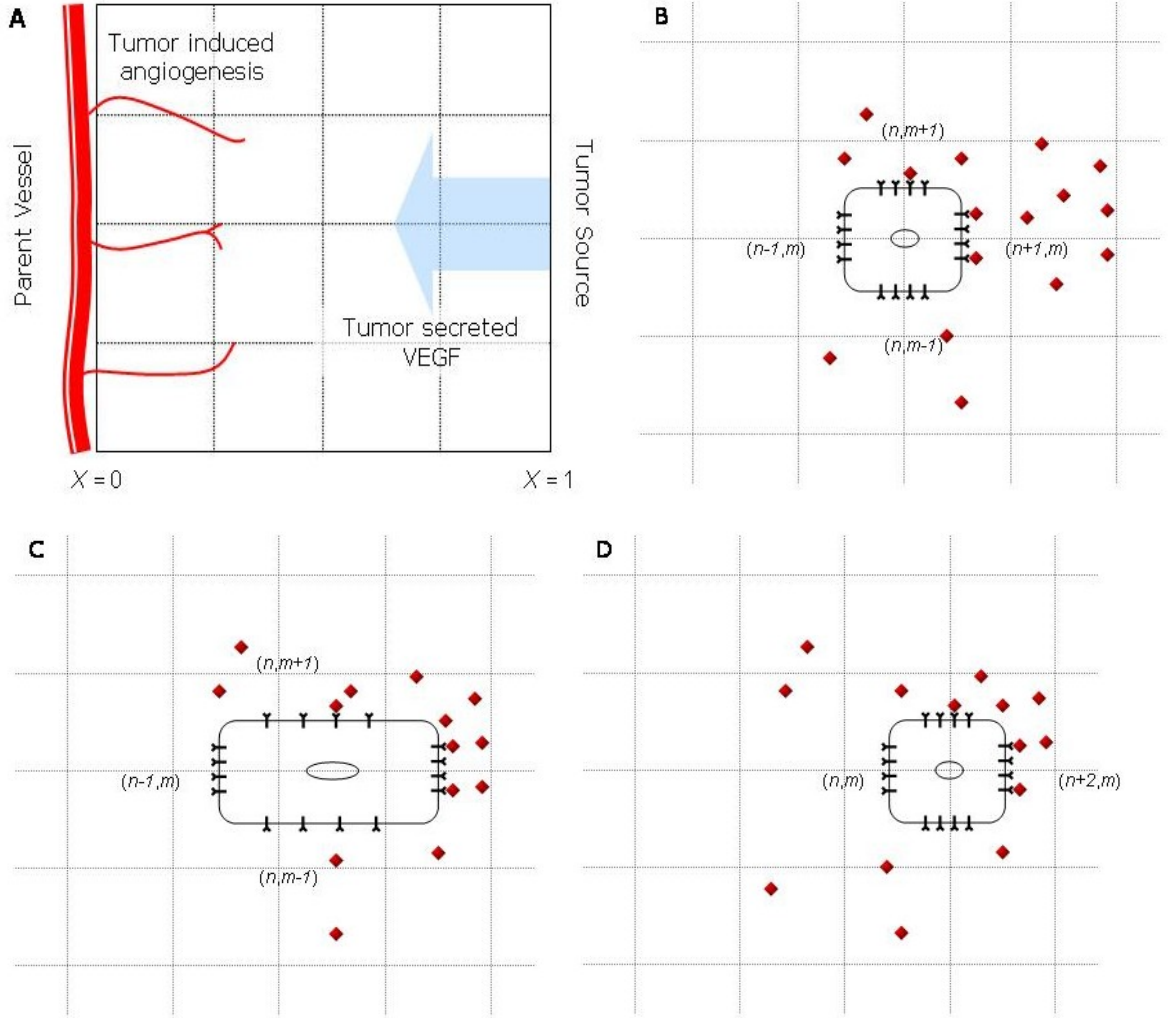 A
Tumor induced
angiogenesis
Parent Vessel
Tumor Source
Tumor secreted
VEGF
X = 0
X = 1
B
(n,m+1)
(n-1,m)
(n+1,m)
(n,m-1)
C
(n,m+1)
(n-1,m)
(n,m-1)
D
(n,m)
(n+2,m)